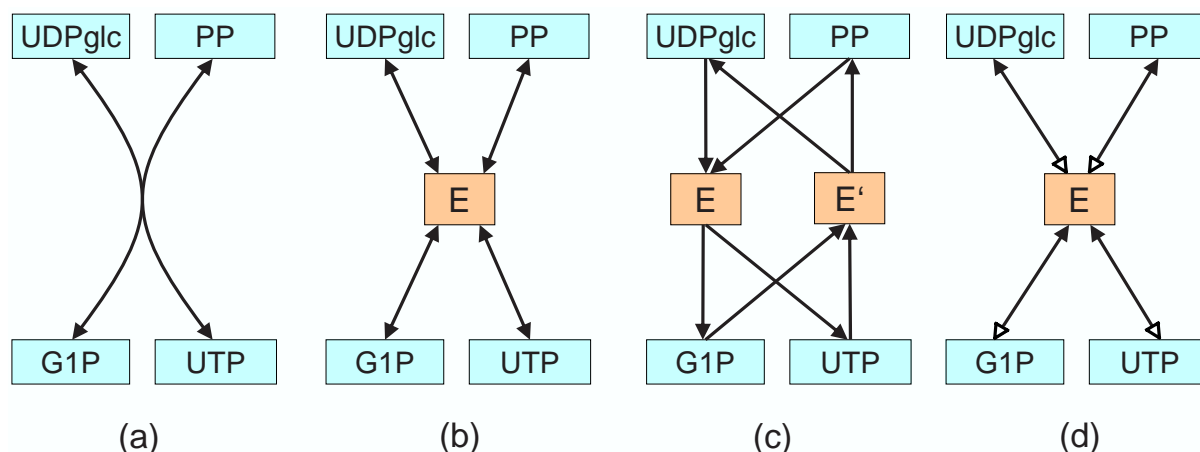 UDPglc PP UDPglc PP UDPglc PP UDPglc PP
E E E‘ E
G1P UTP G1P UTP G1P UTP G1P UTP
(a) (b) (c) (d)